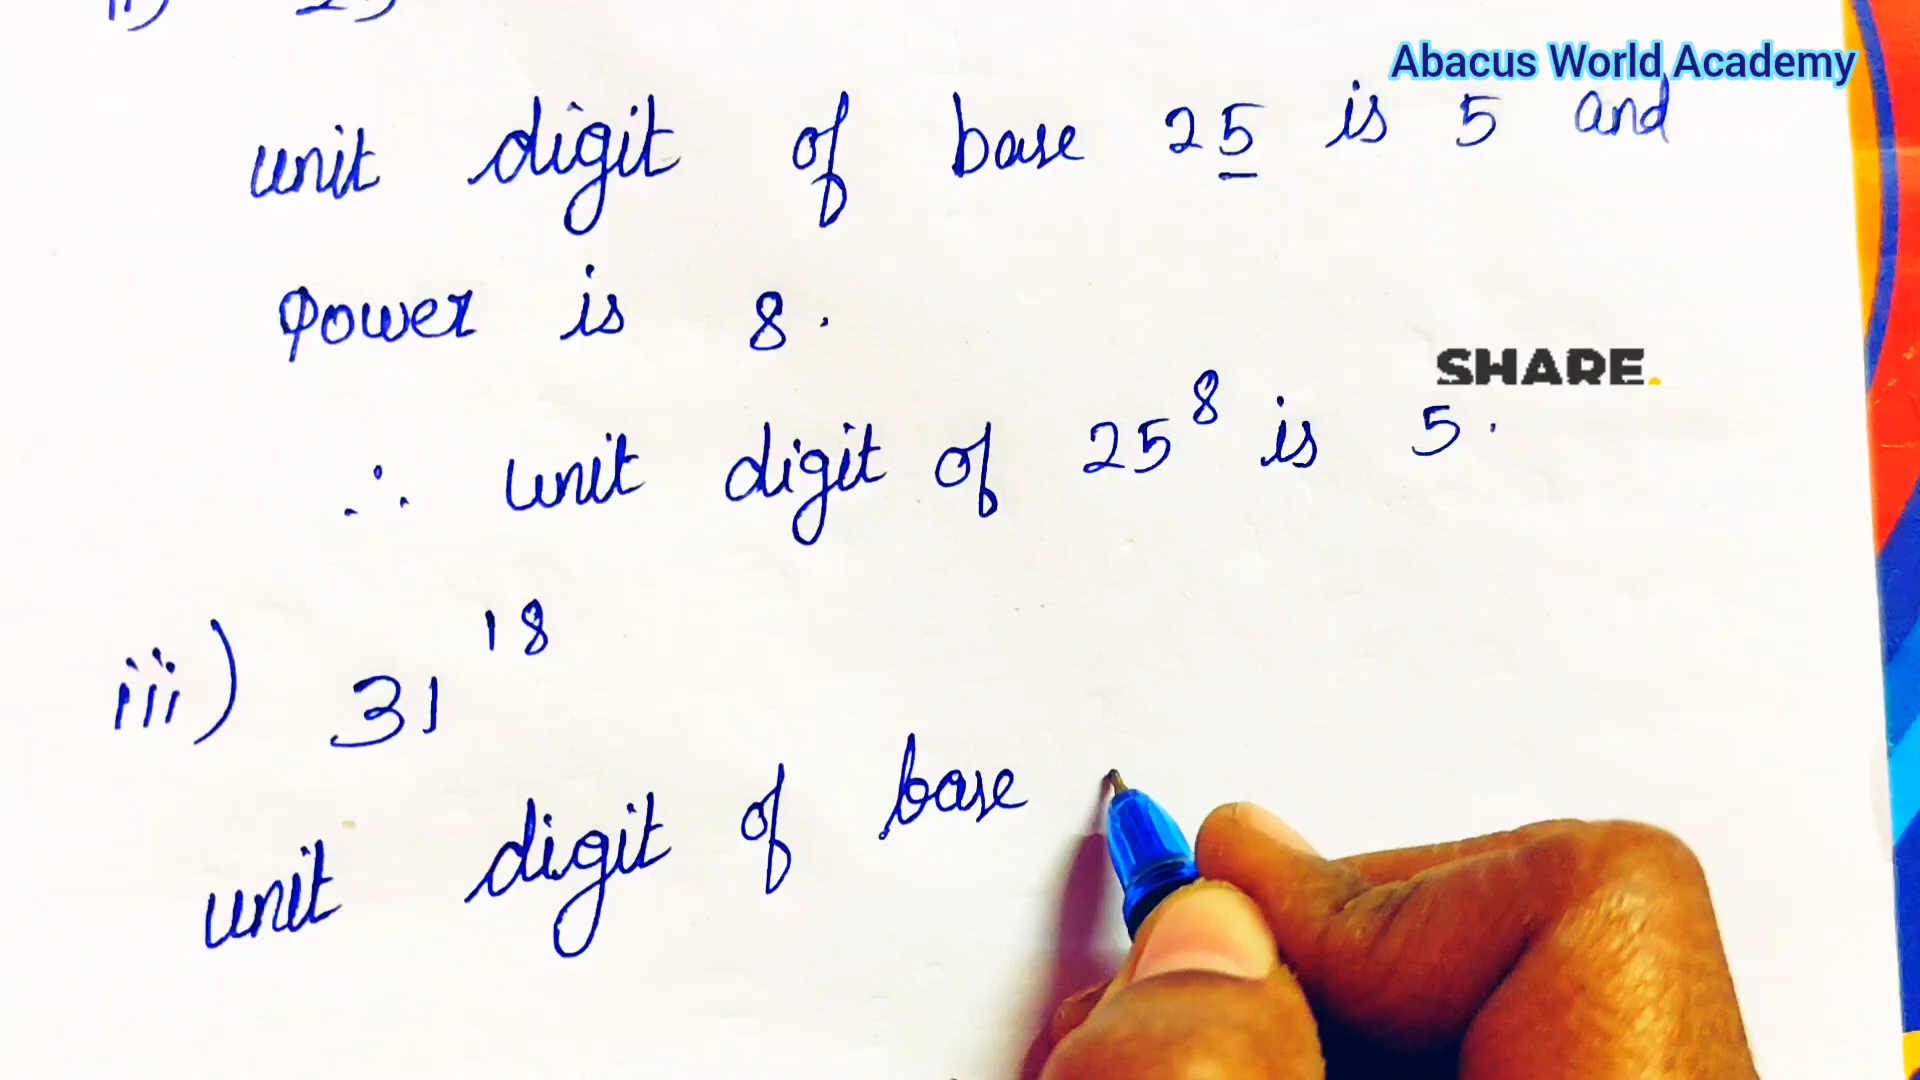 Abacus World Academy
unit digit of base 25 is 5 and
power is 8.
SHARE.
∴ unit digit of 25⁸ is 5.
iii) 31¹⁸
unit digit of base